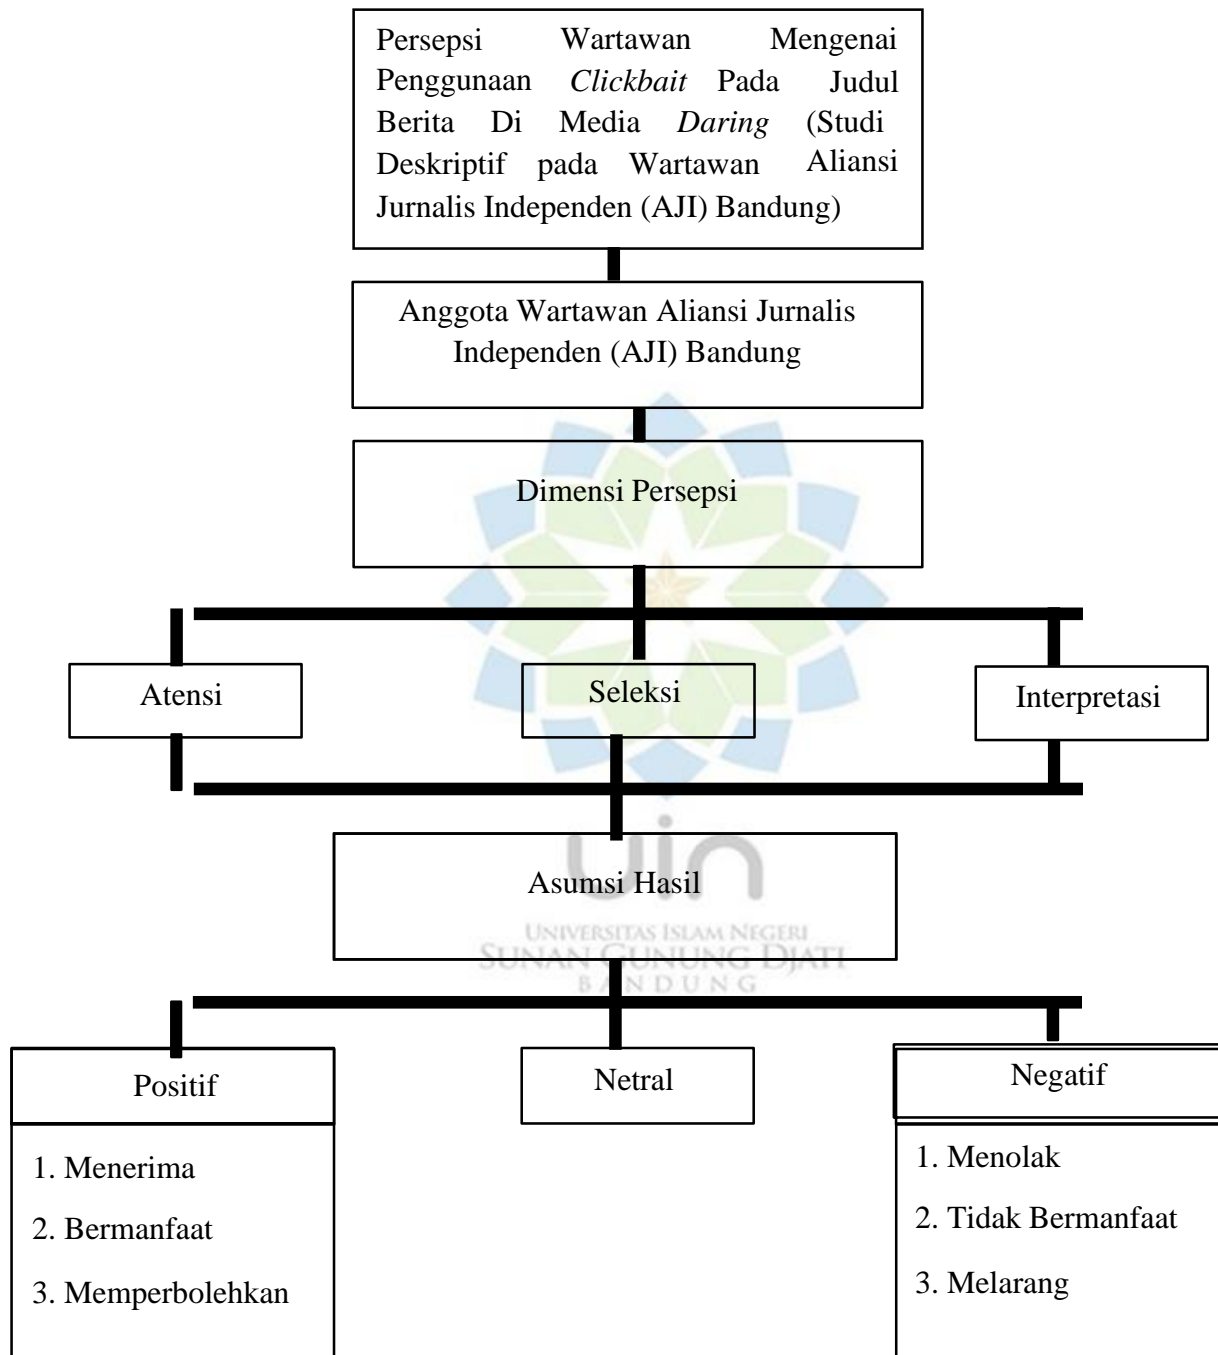 Persepsi Wartawan Mengenai
Penggunaan Clickbait Pada Judul
Berita Di Media Daring (Studi
Deskriptif pada Wartawan Aliansi
Jurnalis Independen (AJI) Bandung)
Anggota Wartawan Aliansi Jurnalis
Independen (AJI) Bandung
Dimensi Persepsi
Atensi
Seleksi
Interpretasi
uin
Asumsi Hasil
UNIVERSITAS ISLAM NEGERI
SUNAN GUNUNG DJATI
BANDUNG
Positif
Netral
Negatif
1. Menerima
2. Bermanfaat
3. Memperbolehkan
1. Menolak
2. Tidak Bermanfaat
3. Melarang